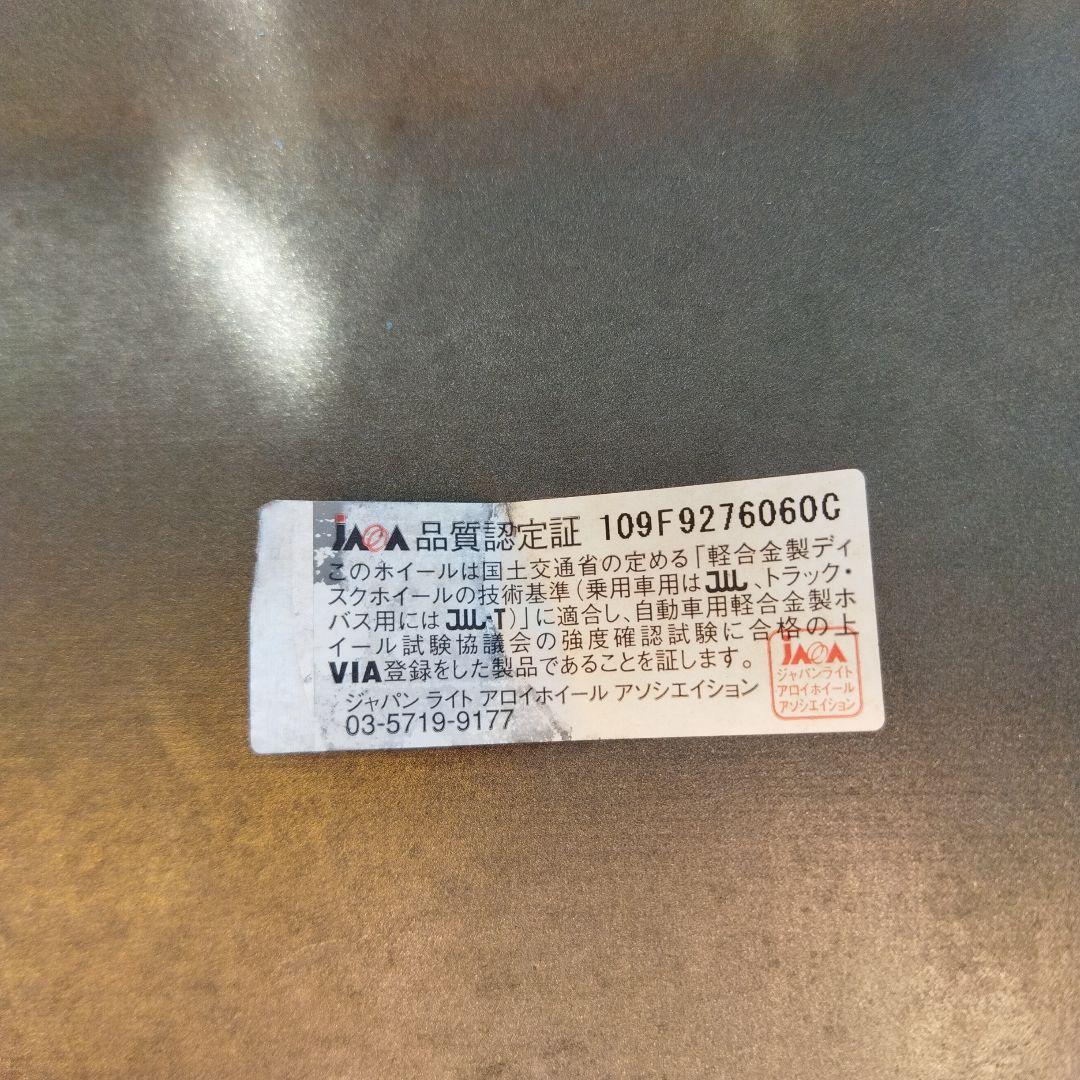 JAWA 品質認定証 109F9276060C
このホイールは国土交通省の定める「軽合金製ディ
スクホイールの技術基準(乗用車用はJWL、トラック・
バス用にはJWL-T)」に適合し、自動車用軽合金製ホ
イール試験協議会の強度確認試験に合格の上
VIA登録をした製品であることを証します。
ジャパン ライト アロイホイール アソシエイション
03-5719-9177
JAWA
ジャパンライト
アロイホイール
アソシエイション